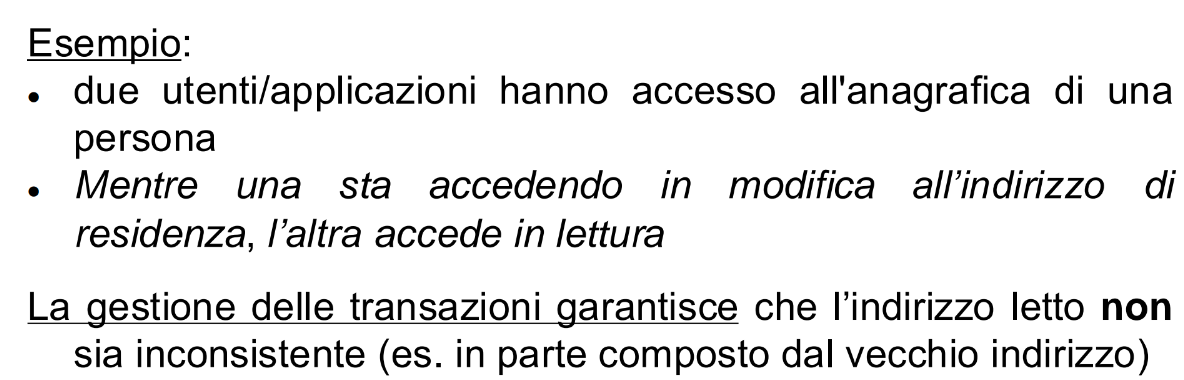 Esempio:
• due utenti/applicazioni hanno accesso all'anagrafica di una
persona
• Mentre una sta accedendo in modifica all’indirizzo di
residenza, l’altra accede in lettura
La gestione delle transazioni garantisce che l’indirizzo letto non
sia inconsistente (es. in parte composto dal vecchio indirizzo)